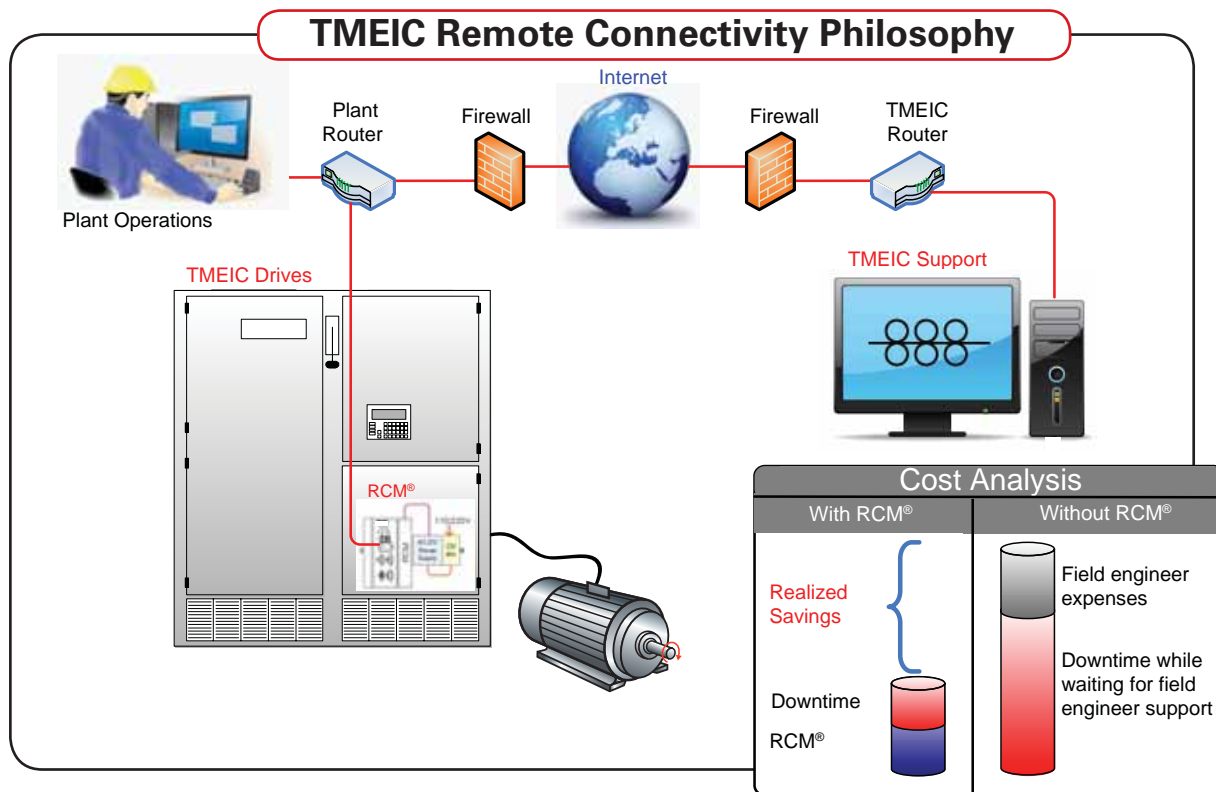 TMEIC Remote Connectivity Philosophy
Internet
Plant
Router
Firewall
Firewall
TMEIC
Router
Plant Operations
TMEIC Drives
TMEIC Support
RCM®
RCM
Cost Analysis
With RCM®
Without RCM®
Realized
Savings
Field engineer
expenses
Downtime
RCM®
Downtime while
waiting for field
engineer support